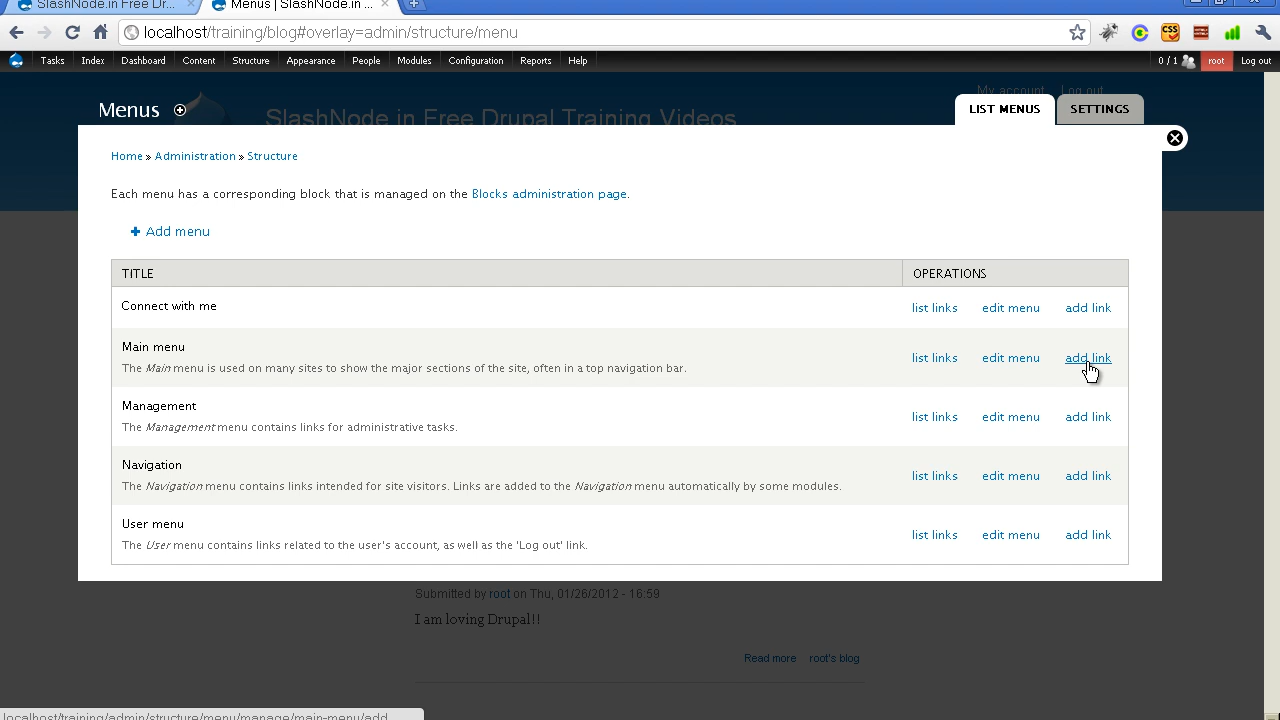 SlashNode in Free Dr... Menus | SlashNode in ...
localhost/training/blog#overlay=admin/structure/menu
Tasks Index Dashboard Content Structure Appearance People Modules Configuration Reports Help 0 / 1 root Log out
My account Log out
Menus SlashNode in Free Drupal Training Videos LIST MENUS SETTINGS
Home » Administration » Structure
Each menu has a corresponding block that is managed on the Blocks administration page.
Add menu
TITLE OPERATIONS
Connect with me list links edit menu add link
Main menu
The Main menu is used on many sites to show the major sections of the site, often in a top navigation bar. list links edit menu add link
Management
The Management menu contains links for administrative tasks. list links edit menu add link
Navigation
The Navigation menu contains links intended for site visitors. Links are added to the Navigation menu automatically by some modules. list links edit menu add link
User menu
The User menu contains links related to the user's account, as well as the 'Log out' link. list links edit menu add link
Submitted by root on Thu, 01/26/2012 - 16:59
I am loving Drupal!!
Read more root's blog
localhost/training/admin/structure/menu/manage/main-menu/add